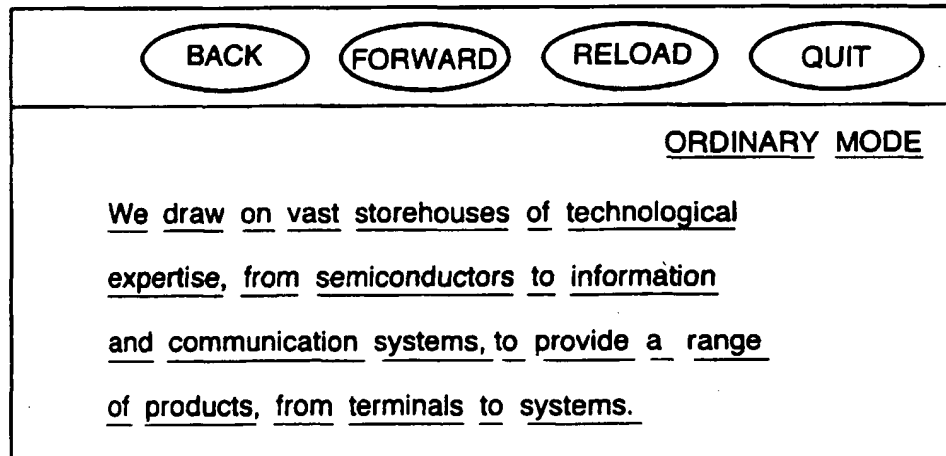 BACK FORWARD RELOAD QUIT
ORDINARY MODE
We draw on vast storehouses of technological
expertise, from semiconductors to information
and communication systems, to provide a range
of products, from terminals to systems.